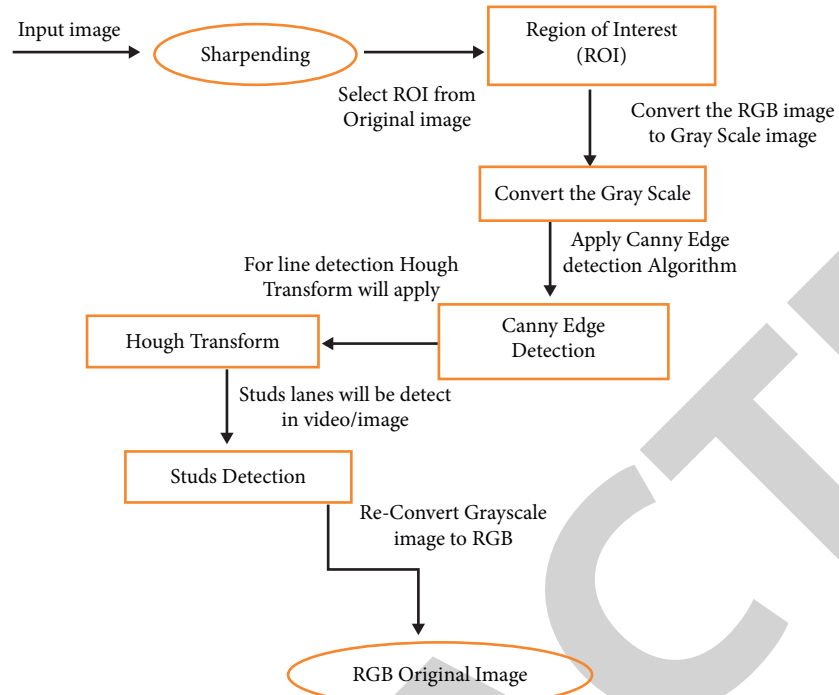 Input image
Sharpending
Region of Interest
(ROI)
Select ROI from
Original image
Convert the RGB image
to Gray Scale image
Convert the Gray Scale
Apply Canny Edge
detection Algorithm
For line detection Hough
Transform will apply
Canny Edge
Detection
Hough Transform
Studs lanes will be detect
in video/image
Studs Detection
Re-Convert Grayscale
image to RGB
RGB Original Image